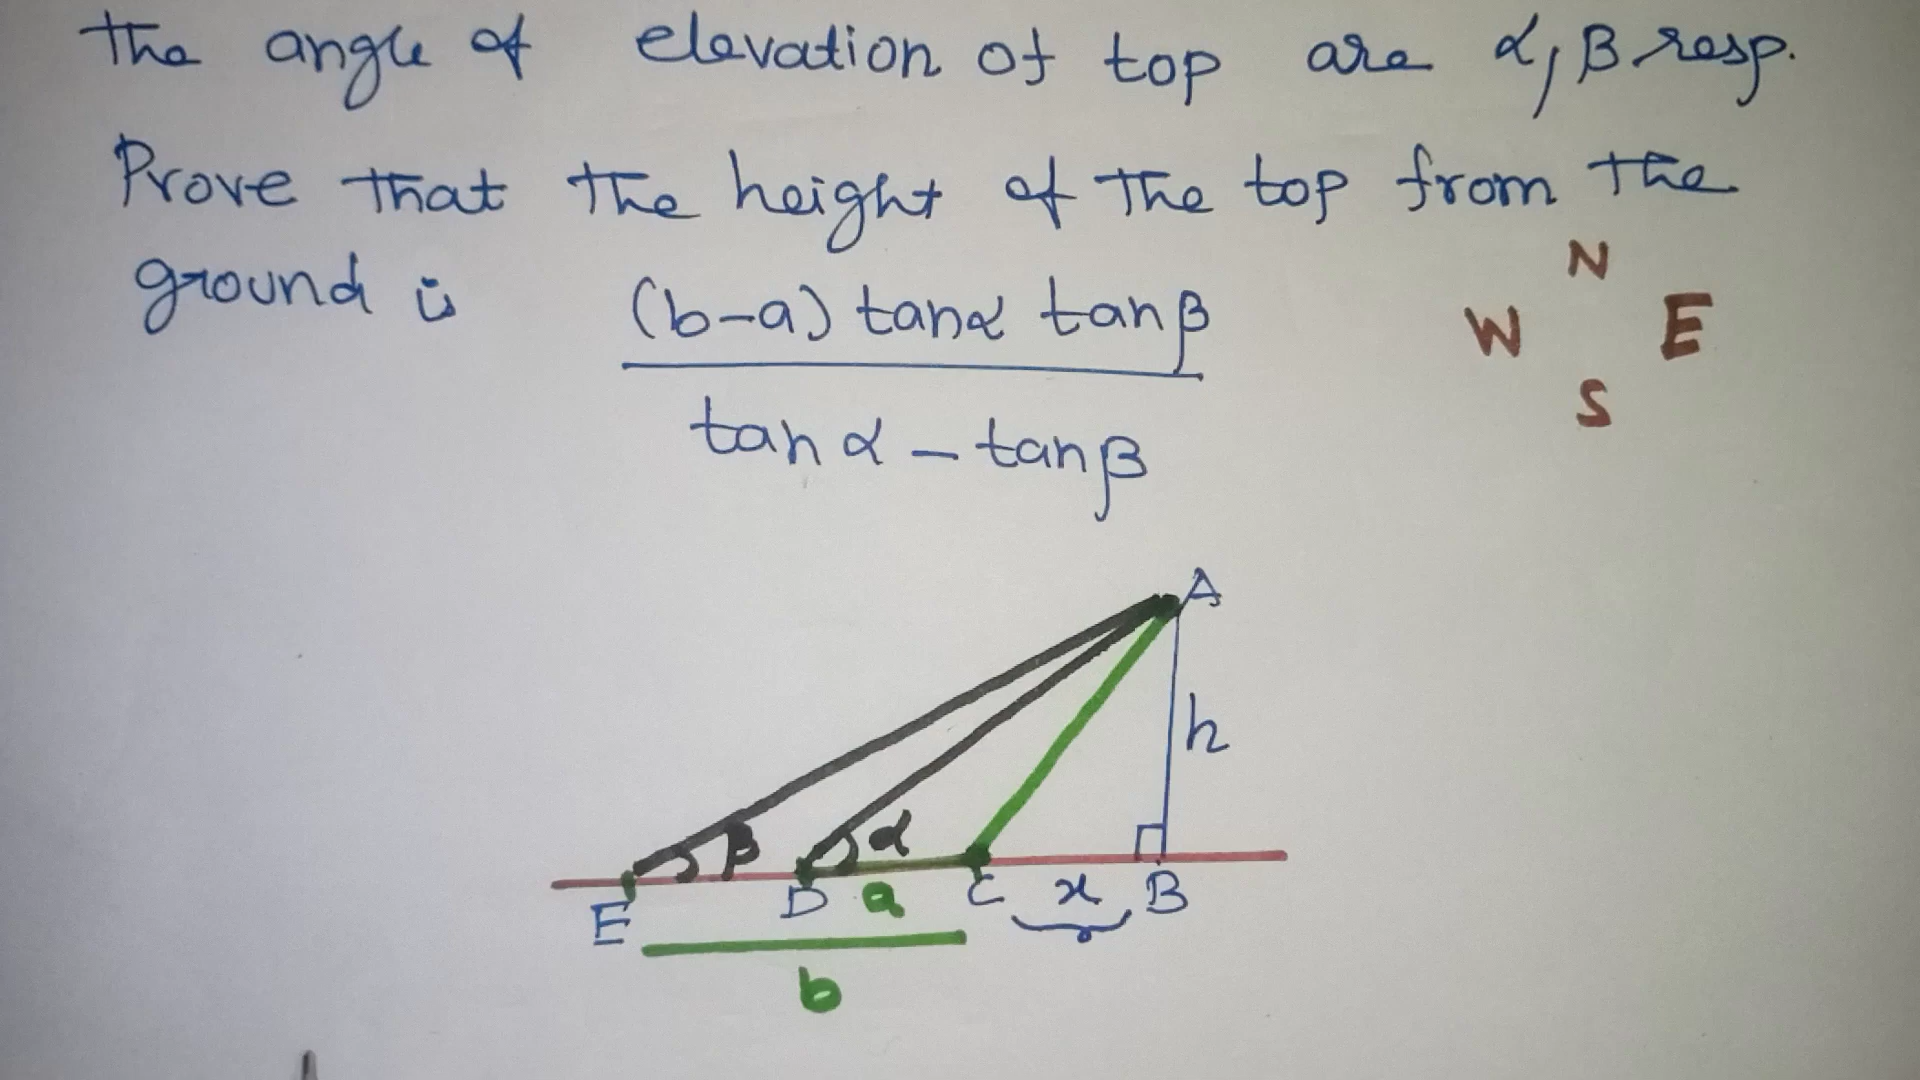 the angle of elevation of top are α, β resp.
Prove that the height of the top from the
ground is (b-a) tanα tanβ
tanα - tanβ
N
W E
S
A
h
β α
E D a C x B
b